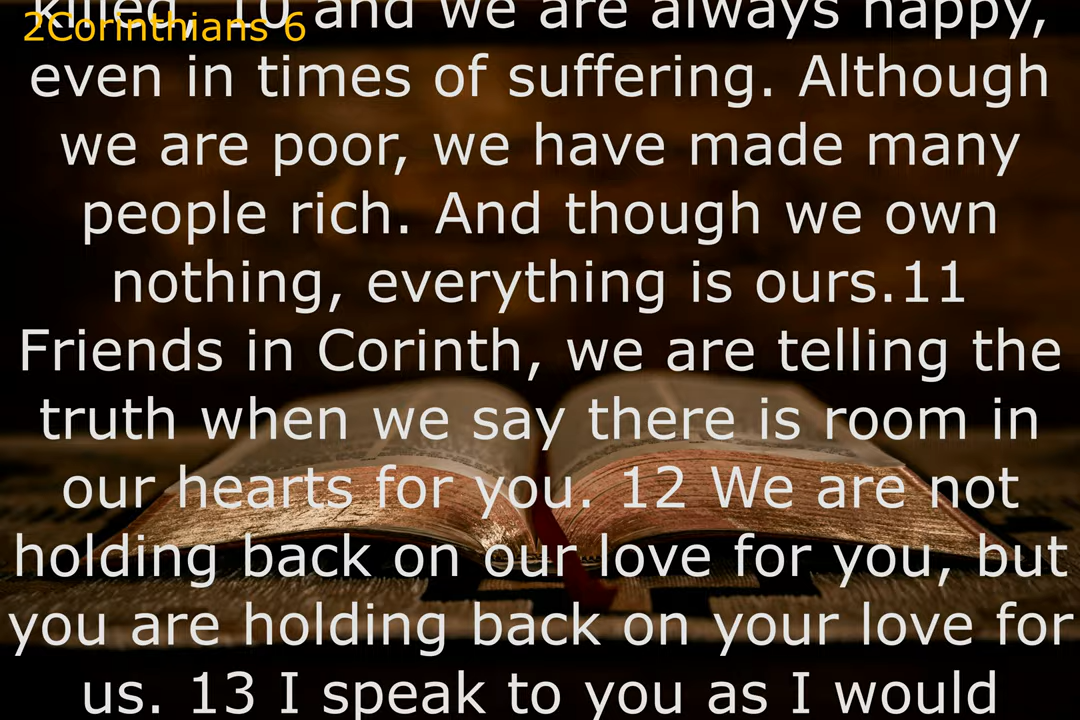 killed, 10 and we are always happy,
2Corinthians 6
even in times of suffering. Although
we are poor, we have made many
people rich. And though we own
nothing, everything is ours.11
Friends in Corinth, we are telling the
truth when we say there is room in
our hearts for you. 12 We are not
holding back on our love for you, but
you are holding back on your love for
us. 13 I speak to you as I would